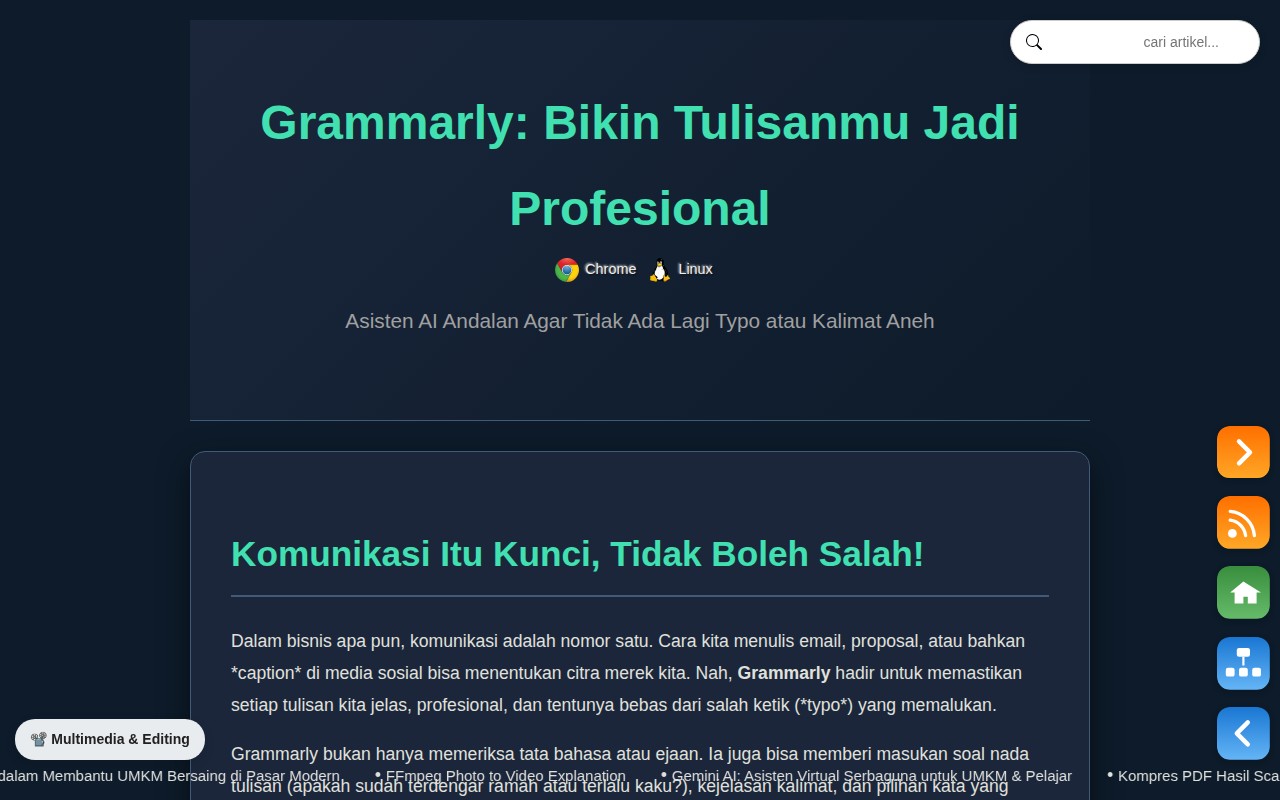 cari artikel...
Grammarly: Bikin Tulisanmu Jadi
Profesional
Chrome Linux
Asisten AI Andalan Agar Tidak Ada Lagi Typo atau Kalimat Aneh
Komunikasi Itu Kunci, Tidak Boleh Salah!
Dalam bisnis apa pun, komunikasi adalah nomor satu. Cara kita menulis email, proposal, atau bahkan
*caption* di media sosial bisa menentukan citra merek kita. Nah, Grammarly hadir untuk memastikan
setiap tulisan kita jelas, profesional, dan tentunya bebas dari salah ketik (*typo*) yang memalukan.
Multimedia & Editing
Grammarly bukan hanya memeriksa tata bahasa atau ejaan. Ia juga bisa memberi masukan soal nada
dalam Membantu UMKM Bersaing di Pasar Modern • FFmpeg Photo to Video Explanation • Gemini AI: Asisten Virtual Serbaguna untuk UMKM & Pelajar • Kompres PDF Hasil Sca
tulisan (apakah sudah terdengar ramah atau terlalu kaku?), kejelasan kalimat, dan pilihan kata yang